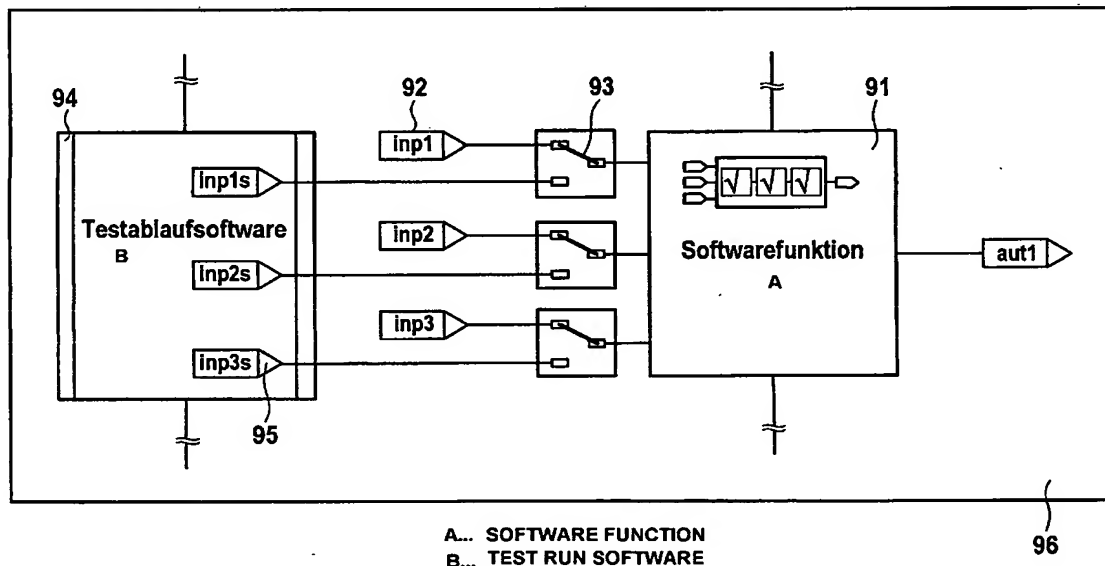 94
92
93
91
inp1
inp1s
Testablaufsoftware
B
inp2
inp2s
Softwarefunktion
A
aut1
inp3
inp3s
95
96
A... SOFTWARE FUNCTION
B... TEST RUN SOFTWARE